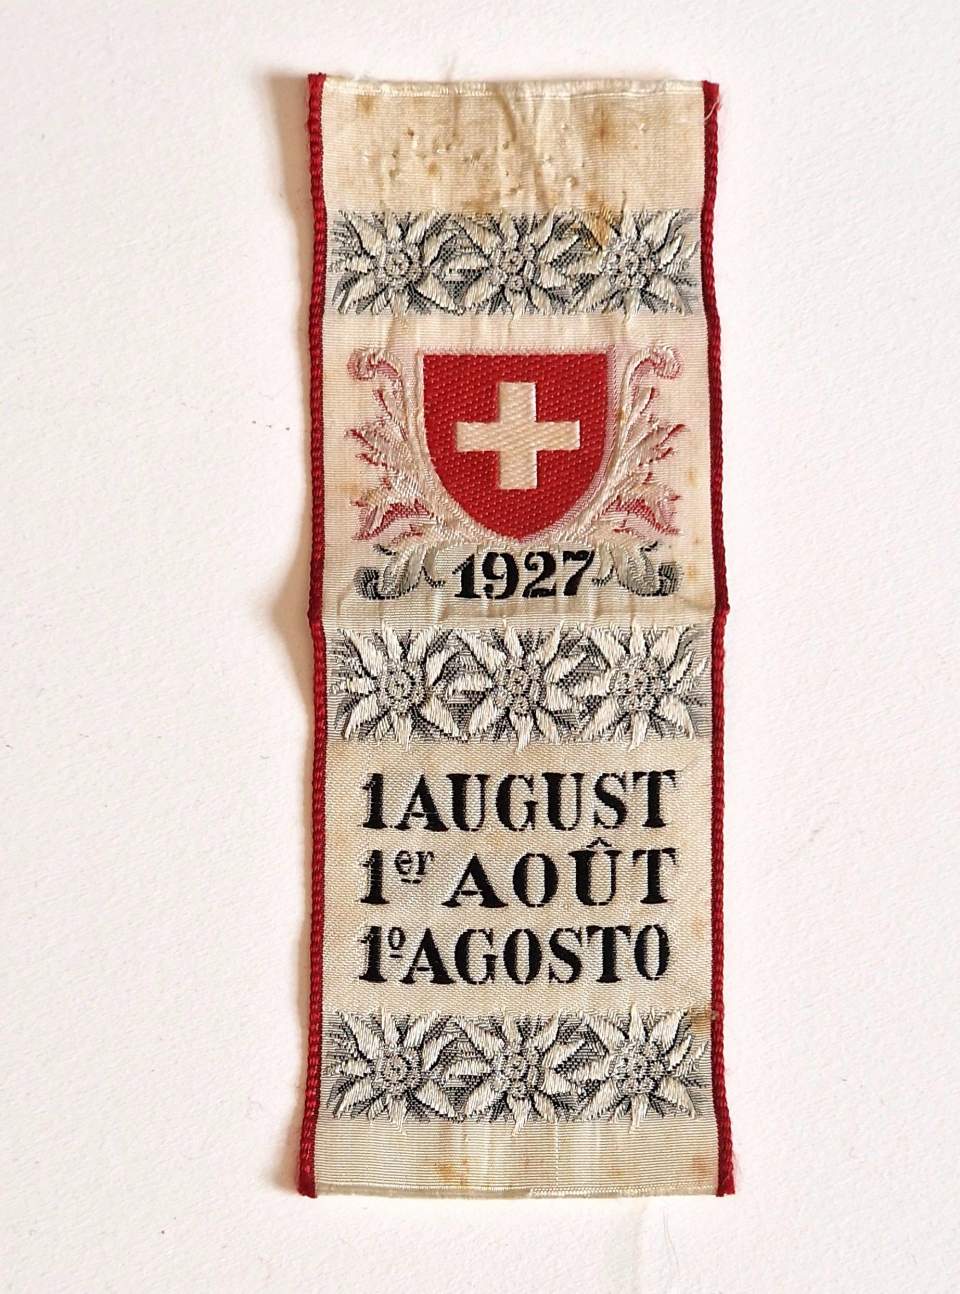 1927
1 AUGUST
1er AOÛT
1º AGOSTO